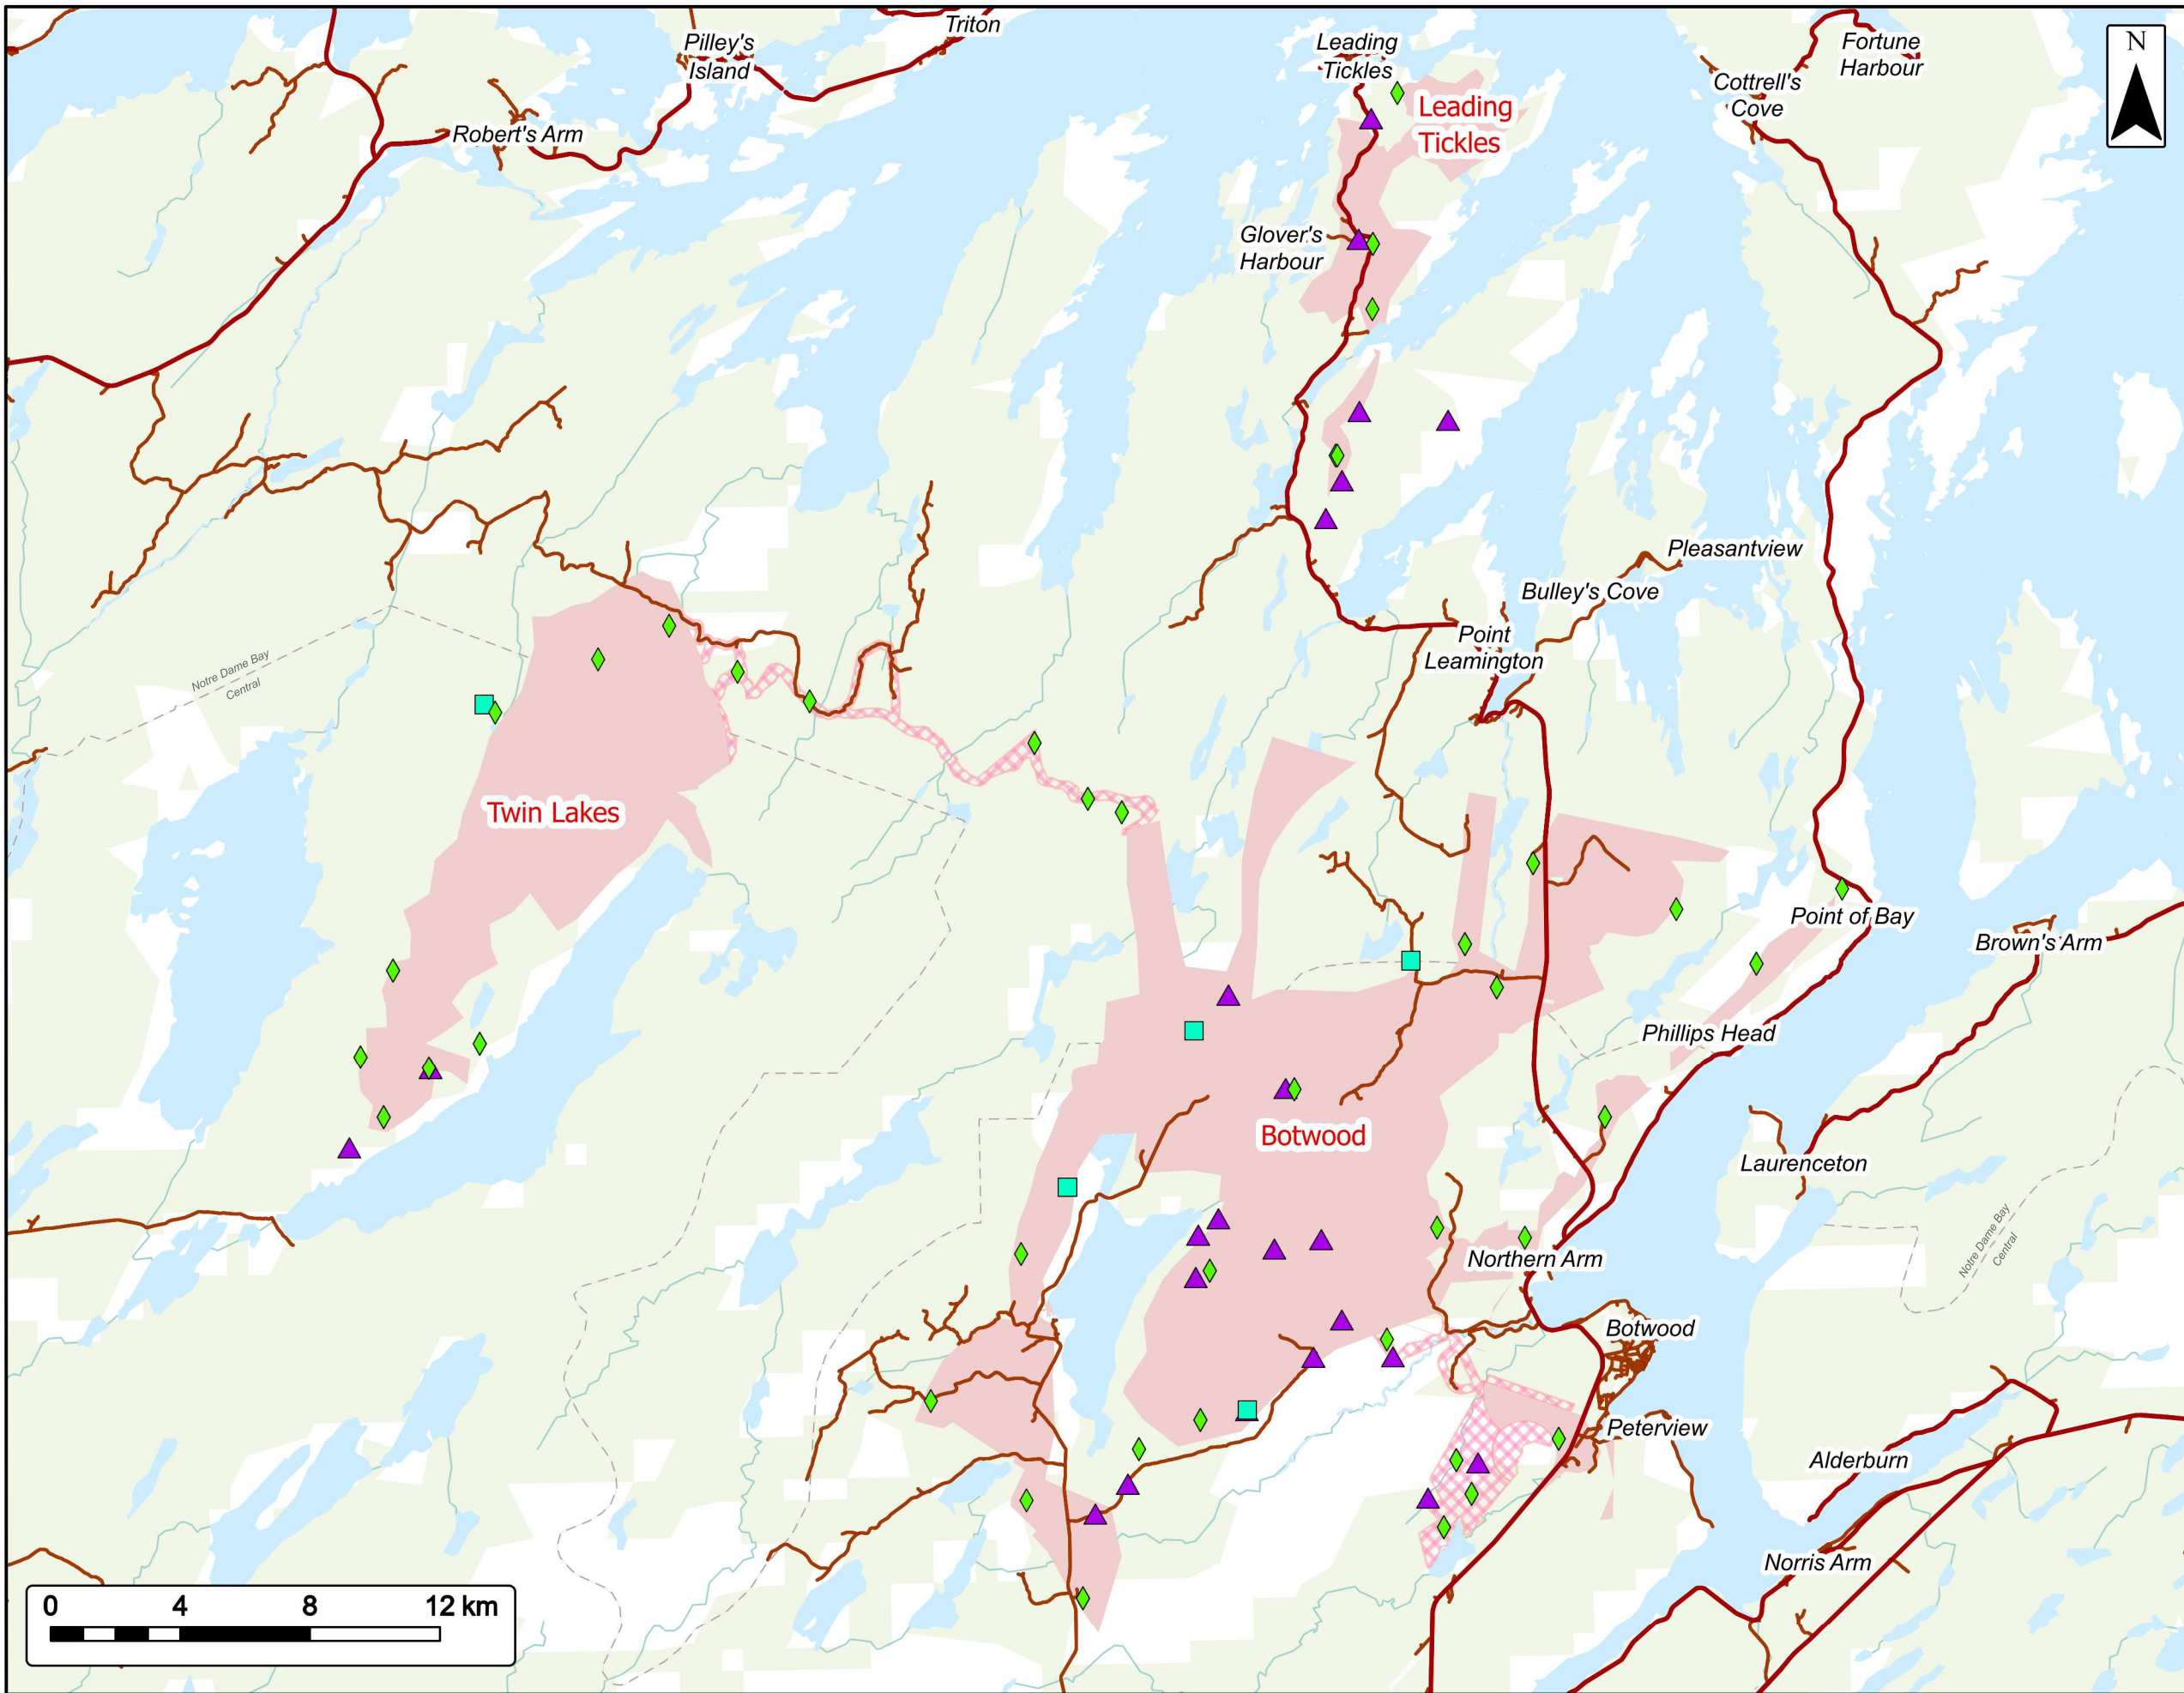 Triton
Pilley's
Island
Leading
Tickles
Fortune
Harbour
N
Cottrell's
Cove
Leading
Tickles
Robert's Arm
Glover's
Harbour
Pleasantview
Bulley's Cove
Point
Leamington
Notre Dame Bay
Central
Twin Lakes
Point of Bay
Brown's Arm
Phillips Head
Botwood
Laurenceton
Notre Dame Bay
Central
Northern Arm
Botwood
Peterview
Alderburn
Norris Arm
0 4 8 12 km